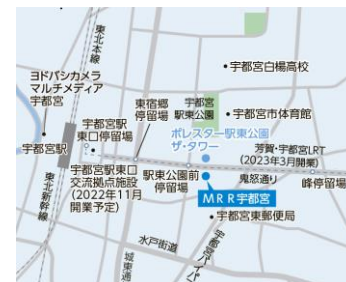 東北本線
ヨドバシカメラ
マルチメディア
宇都宮
宇都宮駅
宇都宮駅
東口停留場
東宿郷
停留場
宇都宮
駅東公園
宇都宮白楊高校
宇都宮市体育館
ポレスター駅東公園
ザ・タワー
芳賀・宇都宮LRT
(2023年3月開業)
宇都宮駅東口
交流拠点施設
(2022年11月
開業予定)
駅東公園前
停留場
鬼怒通り
峰停留場
MRR宇都宮
宇都宮東郵便局
東北新幹線
水戸街道
城東通
宇都宮バイパ